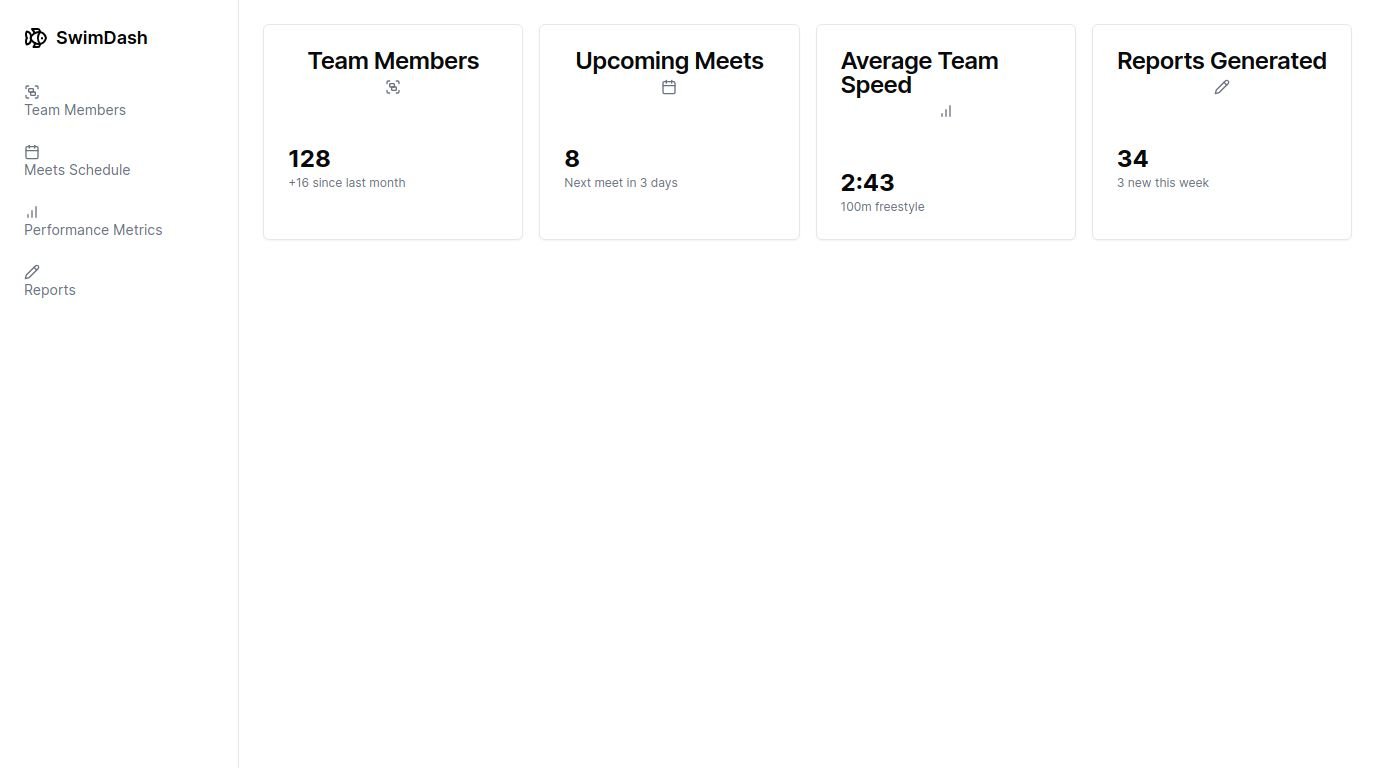 SwimDash
Team Members
Meets Schedule
Performance Metrics
Reports
Team Members
128
+16 since last month
Upcoming Meets
8
Next meet in 3 days
Average Team
Speed
2:43
100m freestyle
Reports Generated
34
3 new this week